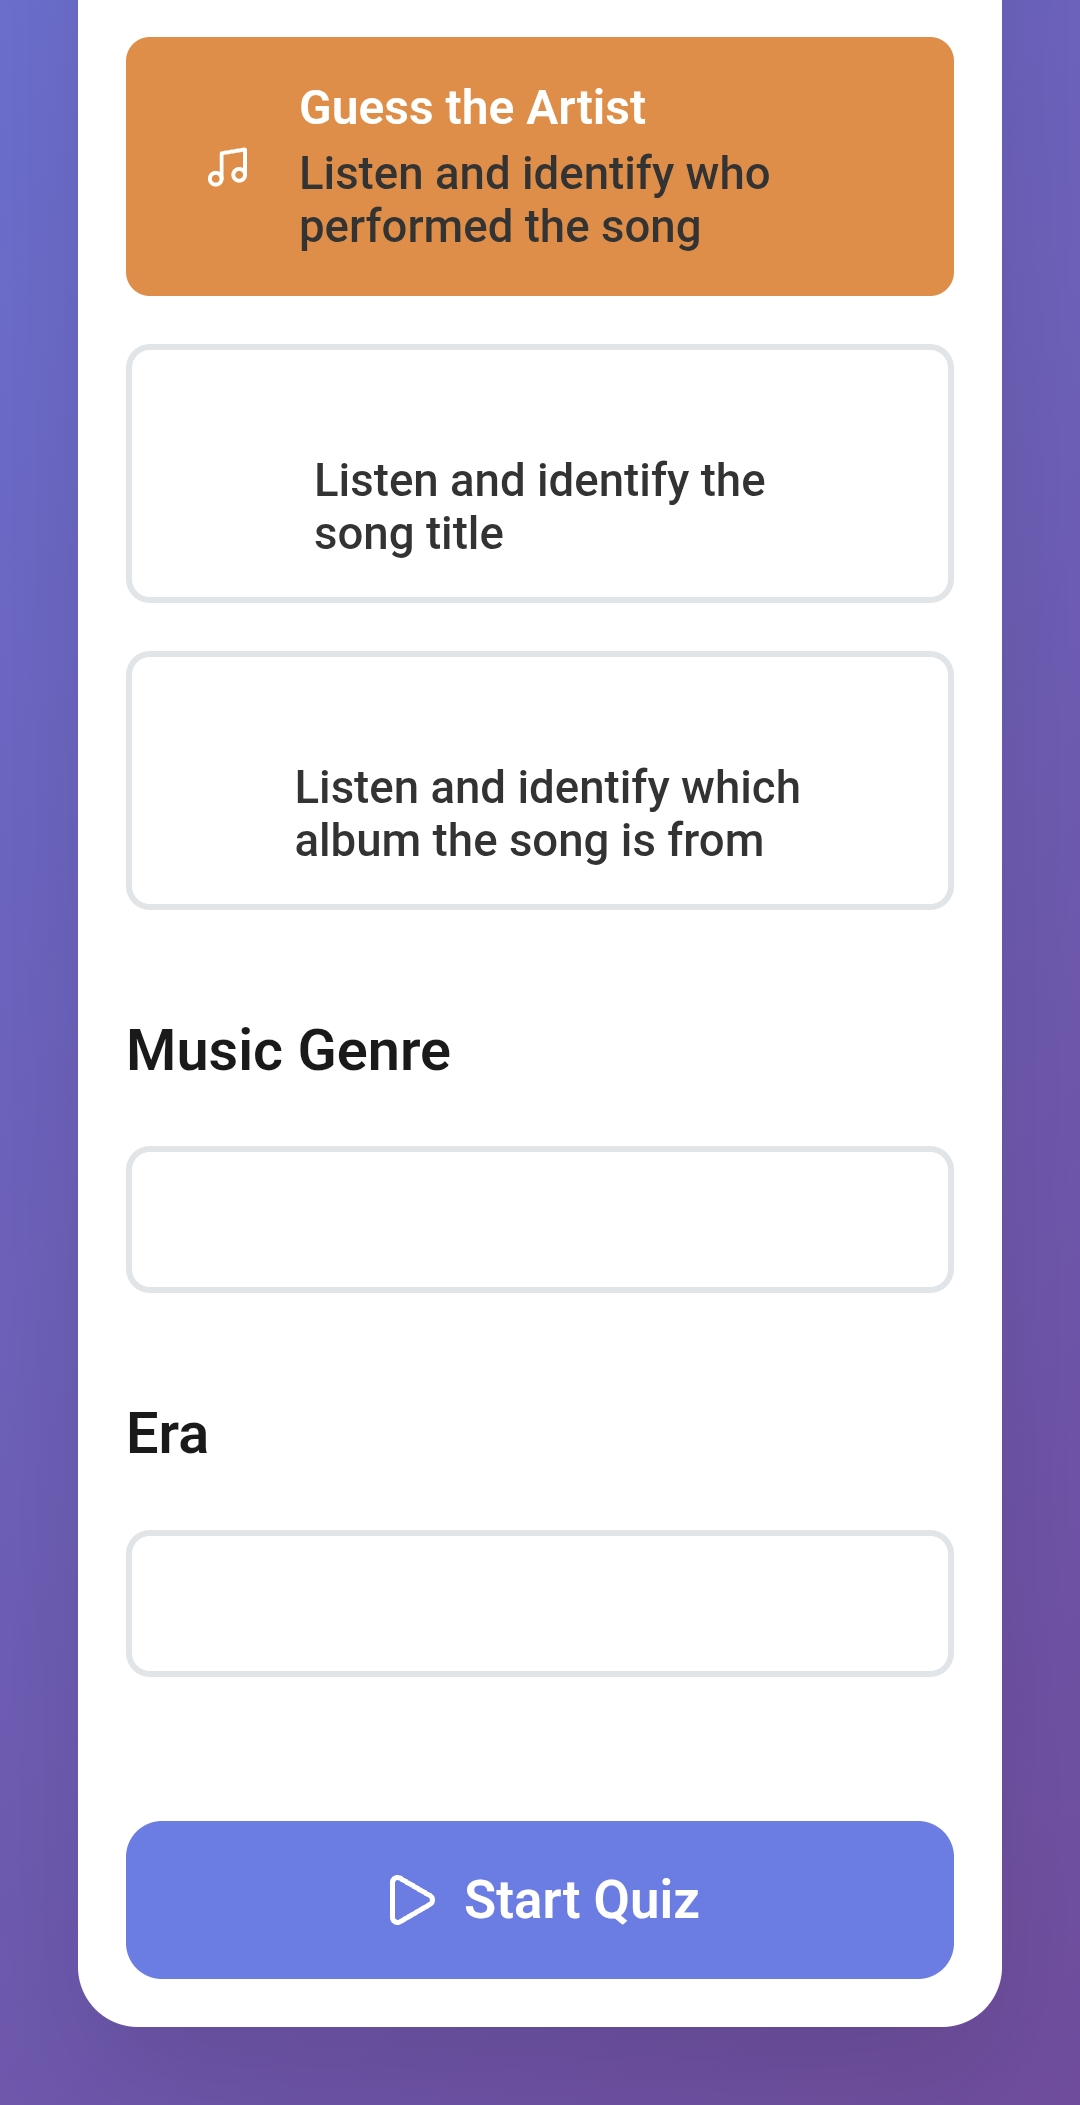 Guess the Artist
Listen and identify who
performed the song
Listen and identify the
song title
Listen and identify which
album the song is from
Music Genre
Era
Start Quiz